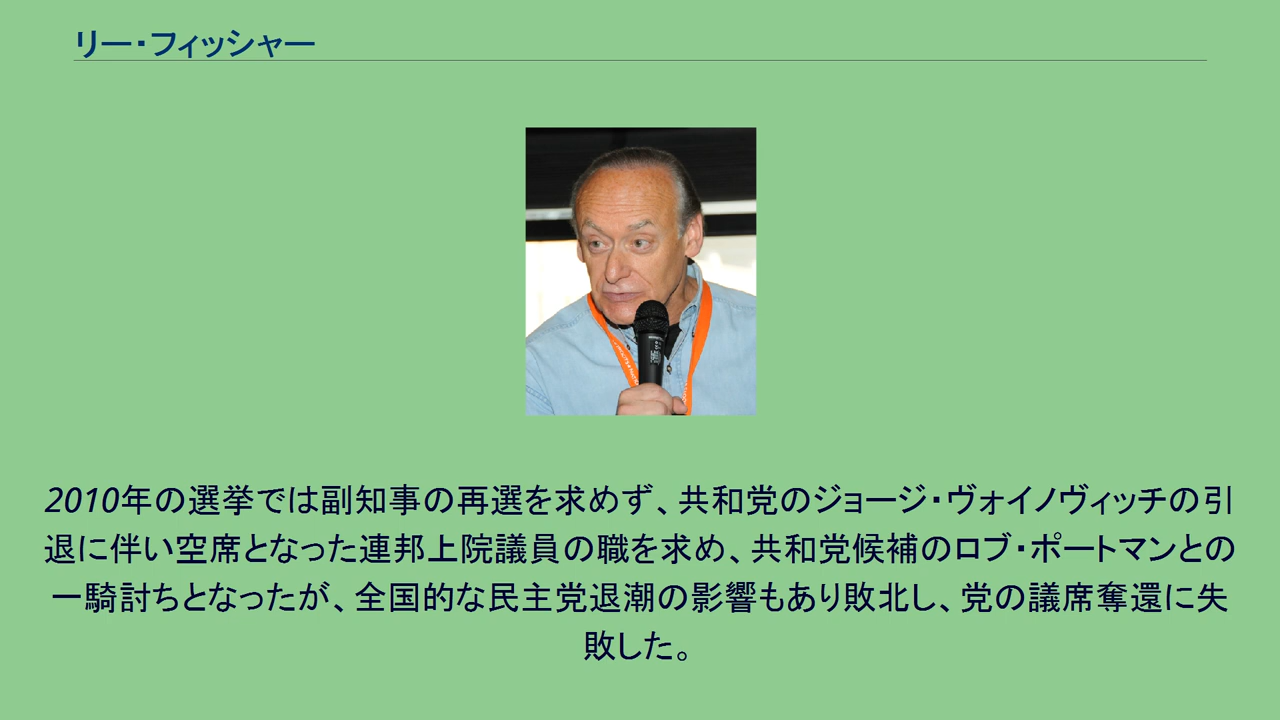 リー・フィッシャー
2010年の選挙では副知事の再選を求めず、共和党のジョージ・ヴォイノヴィッチの引
退に伴い空席となった連邦上院議員の職を求め、共和党候補のロブ・ポートマンとの
一騎討ちとなったが、全国的な民主党退潮の影響もあり敗北し、党の議席奪還に失
敗した。